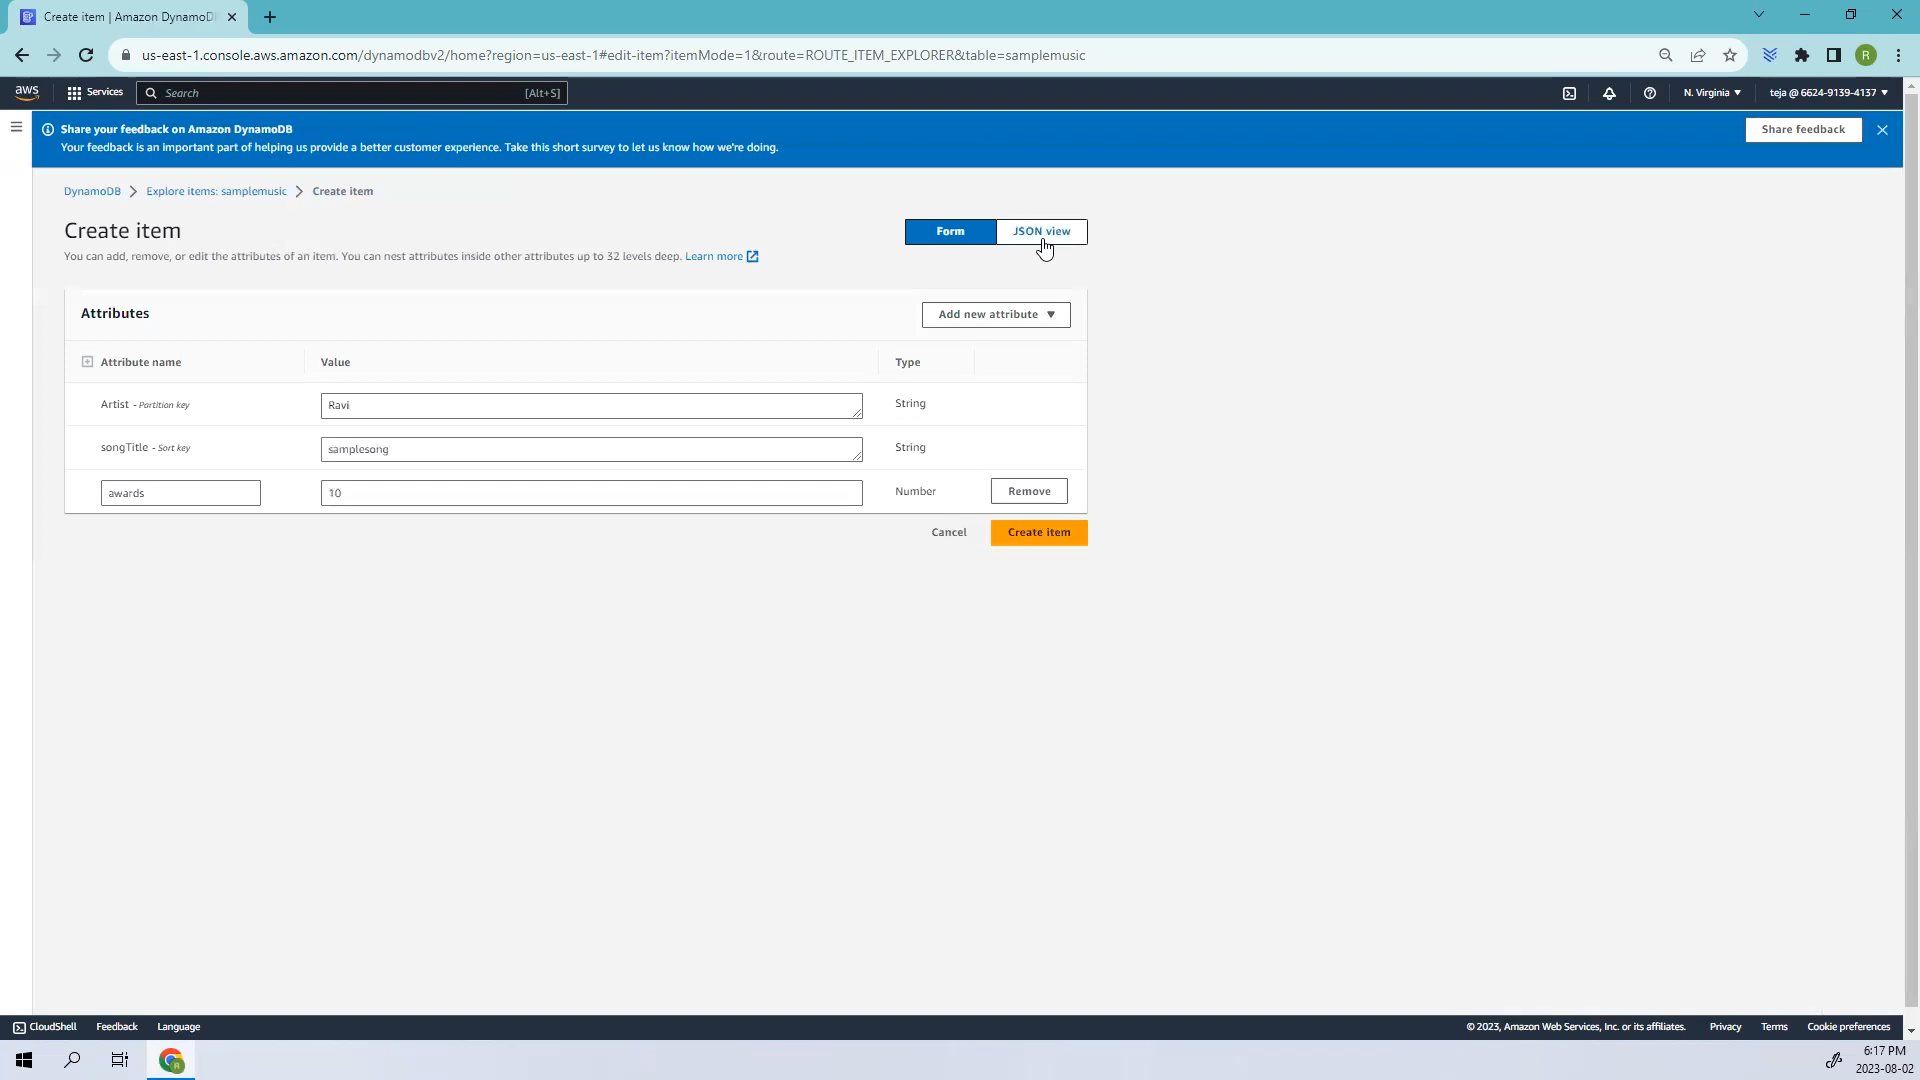 Create item | Amazon DynamoD
us-east-1.console.aws.amazon.com/dynamodbv2/home?region=us-east-1#edit-item?itemMode=1&route=ROUTE_ITEM_EXPLORER&table=samplemusic
R
aws
Services
Search
[Alt+S]
N. Virginia
teja @ 6624-9139-4137
Share your feedback on Amazon DynamoDB
Your feedback is an important part of helping us provide a better customer experience. Take this short survey to let us know how we're doing.
Share feedback
DynamoDB
Explore items: samplemusic
Create item
Create item
Form
JSON view
You can add, remove, or edit the attributes of an item. You can nest attributes inside other attributes up to 32 levels deep. Learn more
Attributes
Add new attribute
Attribute name
Value
Type
Artist - Partition key
Ravi
String
songTitle - Sort key
samplesong
String
awards
10
Number
Remove
Cancel
Create item
CloudShell
Feedback
Language
© 2023, Amazon Web Services, Inc. or its affiliates.
Privacy
Terms
Cookie preferences
R
6:17 PM
2023-08-02